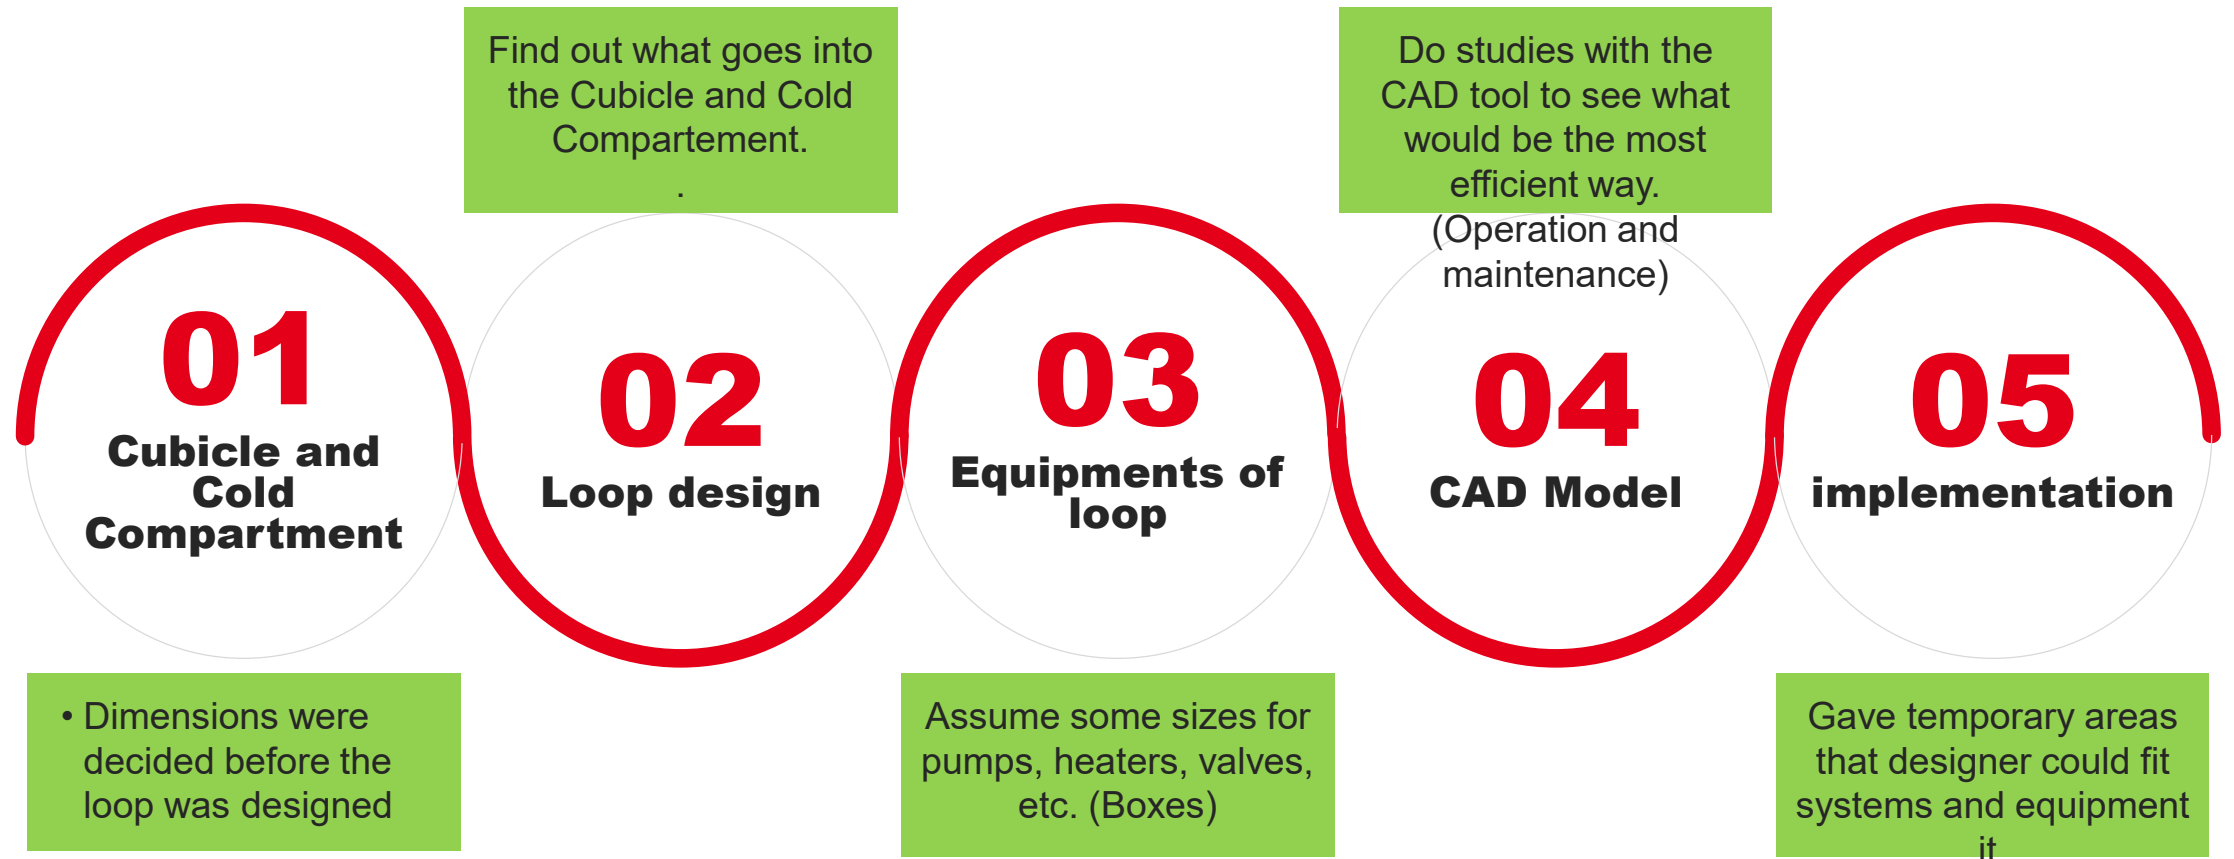 01
Cubicle and
Cold
Compartment
• Dimensions were
decided before the
loop was designed
Find out what goes into
the Cubicle and Cold
Compartement.
.
02
Loop design
03
Equipments of
loop
Assume some sizes for
pumps, heaters, valves,
etc. (Boxes)
Do studies with the
CAD tool to see what
would be the most
efficient way.
(Operation and
maintenance)
04
CAD Model
05
implementation
Gave temporary areas
that designer could fit
systems and equipment
it